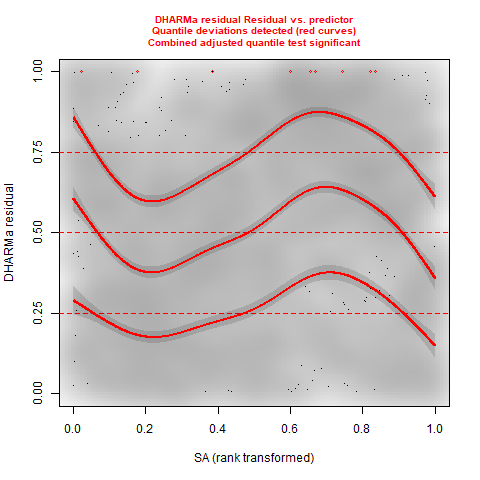 DHARMa residual Residual vs. predictor
Quantile deviations detected (red curves)
Combined adjusted quantile test significant
1.00
0.75
0.50
0.25
0.00
DHARMa residual
0.0 0.2 0.4 0.6 0.8 1.0
SA (rank transformed)